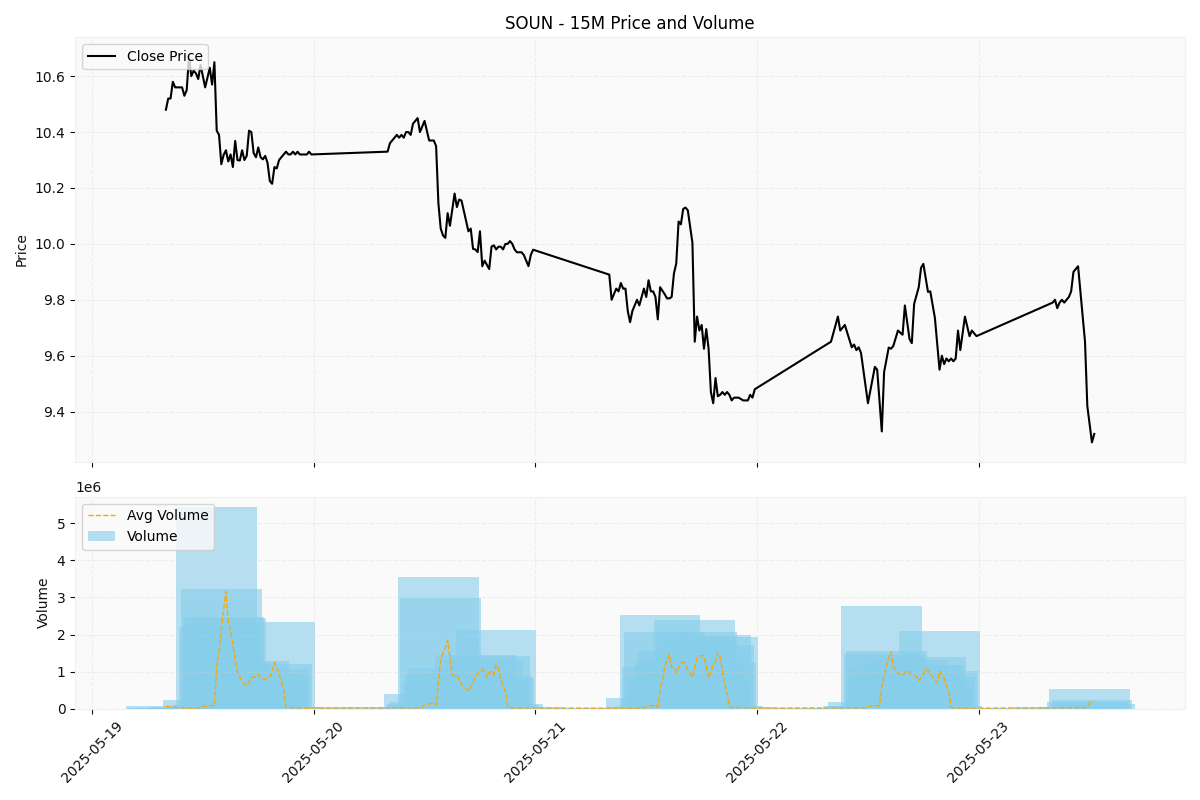 SOUN - 15M Price and Volume
Close Price
Price
10.6
10.4
10.2
10.0
9.8
9.6
9.4
1e6
Avg Volume
Volume
Volume
5
4
3
2
1
0
2025-05-19
2025-05-20
2025-05-21
2025-05-22
2025-05-23